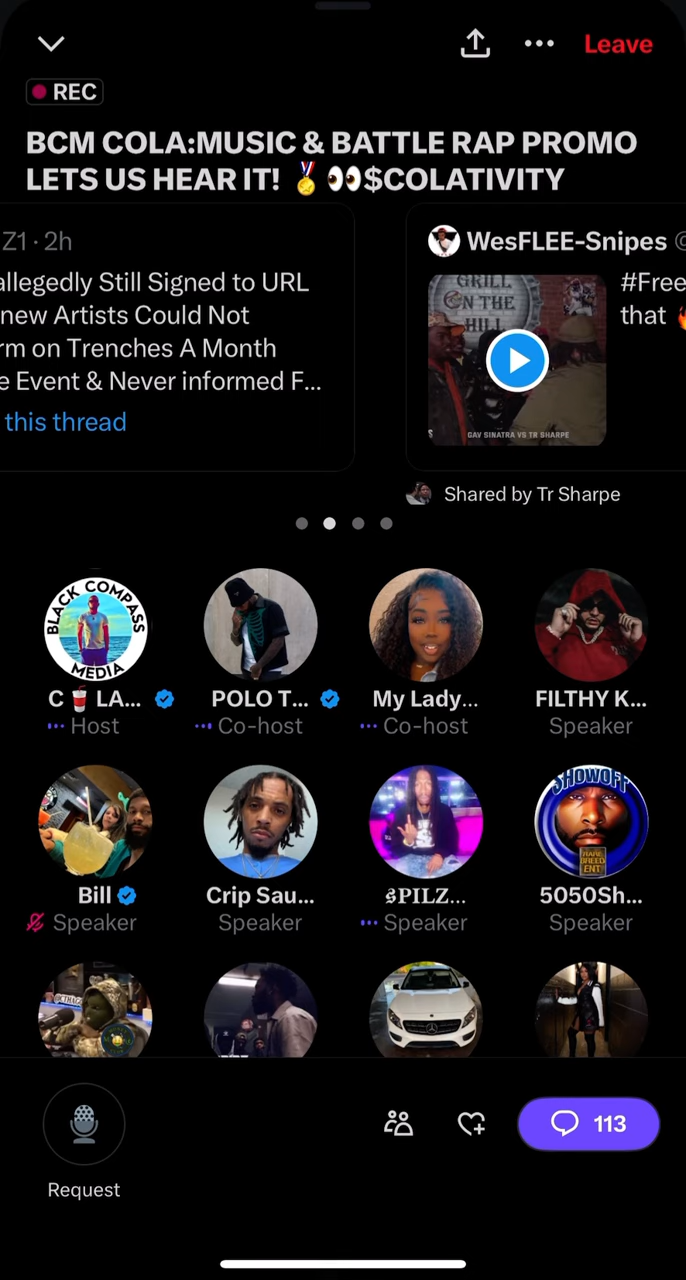 Leave
REC
BCM COLA:MUSIC & BATTLE RAP PROMO
LETS US HEAR IT! 🏅👀$COLATIVITY
Z1 · 2h
allegedly Still Signed to URL
new Artists Could Not
rm on Trenches A Month
e Event & Never informed F...
this thread
WesFLEE-Snipes
#Free
that 🔥
GRILL
ON THE
HILL
GAV SINATRA VS TR SHARPE
Shared by Tr Sharpe
BLACK COMPASS
MEDIA
C 🥤 LA...
Host
POLO T...
Co-host
My Lady...
Co-host
FILTHY K...
Speaker
SHOWOFF
RARE
BREED
ENT
Bill
Speaker
Crip Sau...
Speaker
$PILZ...
Speaker
5050Sh...
Speaker
113
Request